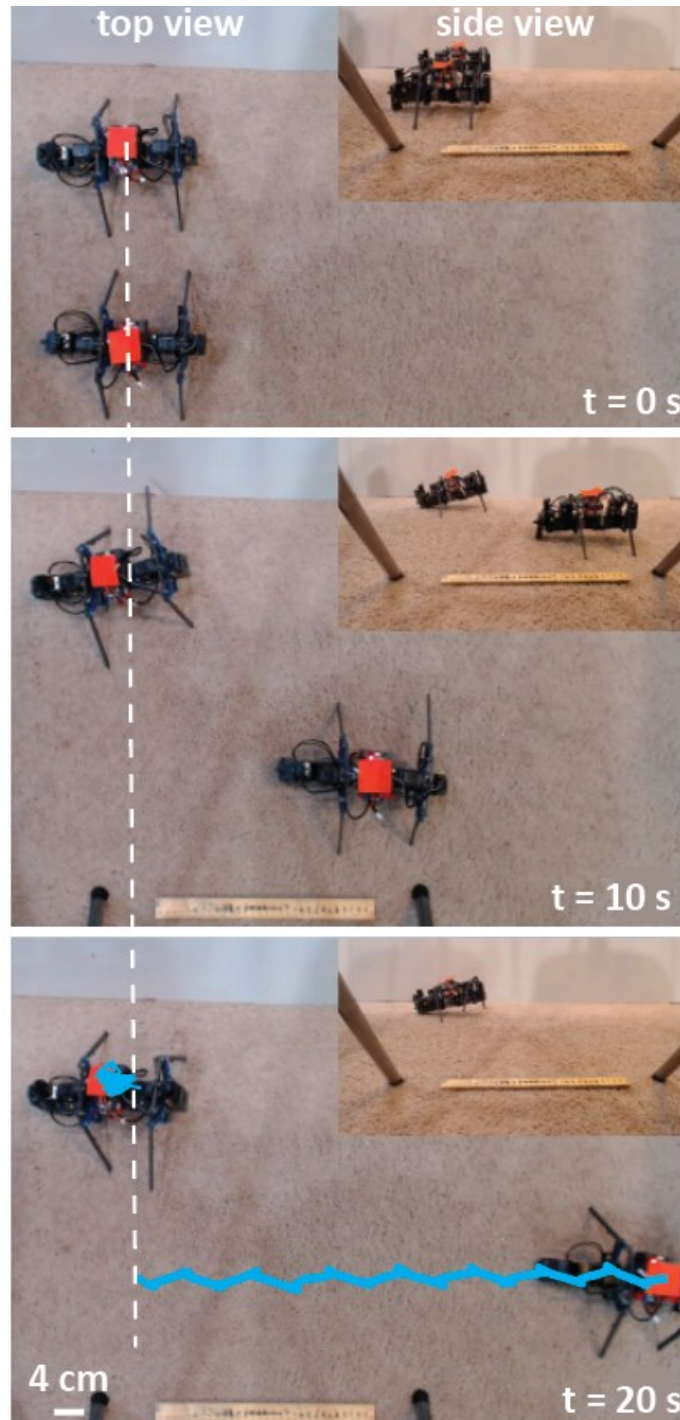 top view
side view
t = 0 s
t = 10 s
4 cm
t = 20 s